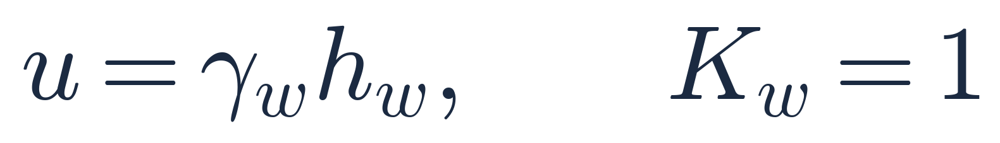 u = γ_w h_w, K_w = 1